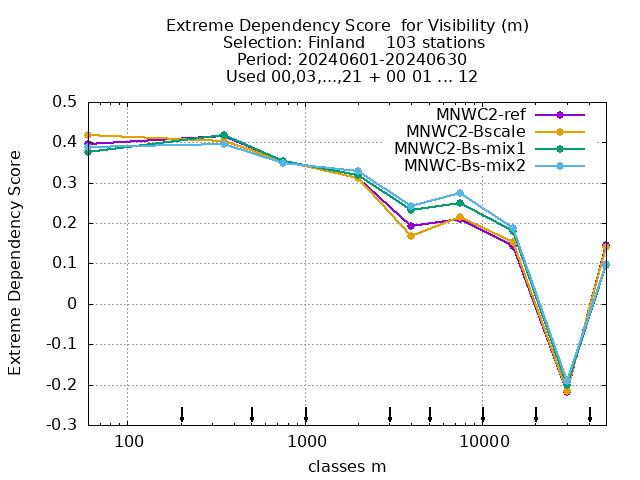 Extreme Dependency Score  for Visibility (m)
Selection: Finland    103 stations
Period: 20240601-20240630
Used 00,03,...,21 + 00 01 ... 12
MNWC2-ref
MNWC2-Bscale
MNWC2-Bs-mix1
MNWC-Bs-mix2
Extreme Dependency Score
0.5
0.4
0.3
0.2
0.1
0
-0.1
-0.2
-0.3
100 1000 10000
classes m